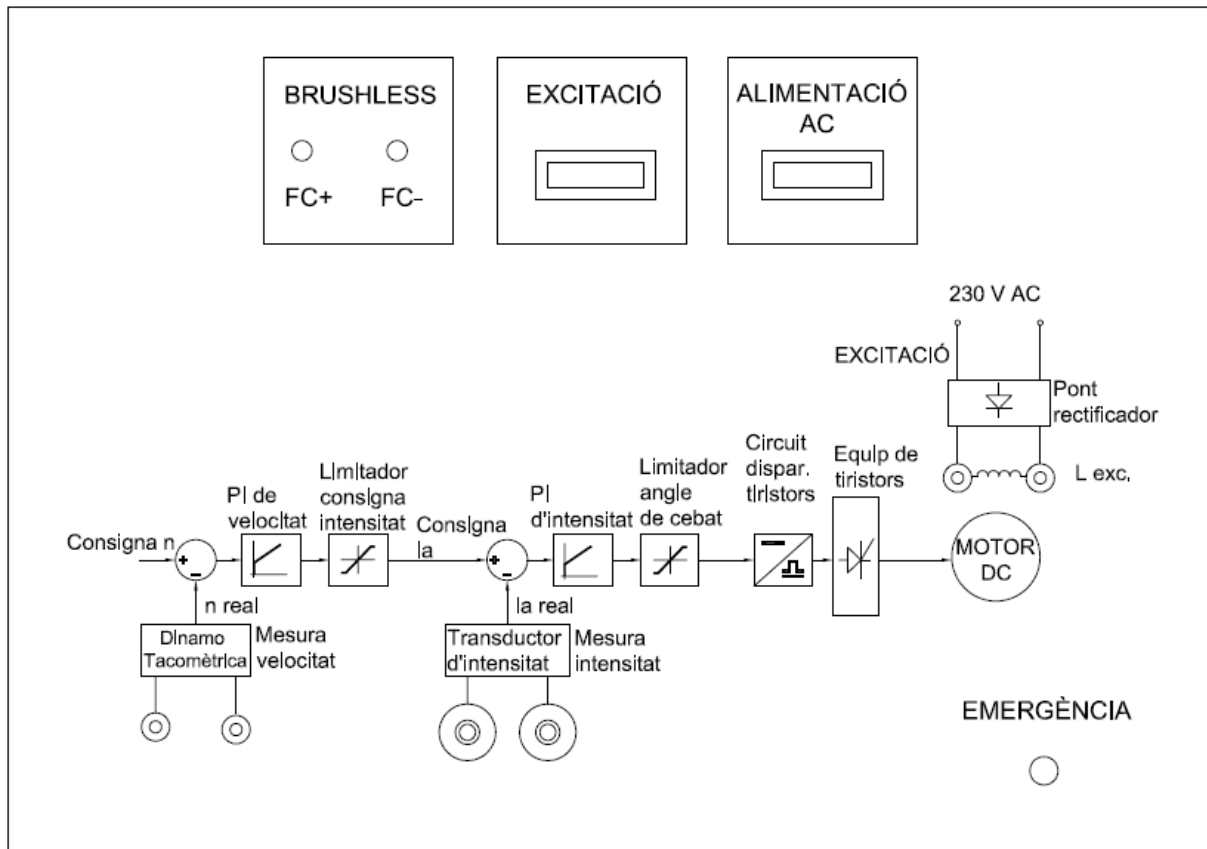 BRUSHLESS
FC+ FC-
EXCITACIÓ
ALIMENTACIÓ
AC
230 V AC
EXCITACIÓ
Pont
rectificador
L exc.
Consigna n
PI de
velocitat
Limitador
consigna
intensitat
Consigna
Ia
PI
d'intensitat
Limitador
angle
de cebat
Circuit
dispar.
tiristors
Equip de
tiristors
MOTOR
DC
n real
Dinamo
Tacomètrica
Mesura
velocitat
Ia real
Transductor
d'intensitat
Mesura
intensitat
EMERGÈNCIA